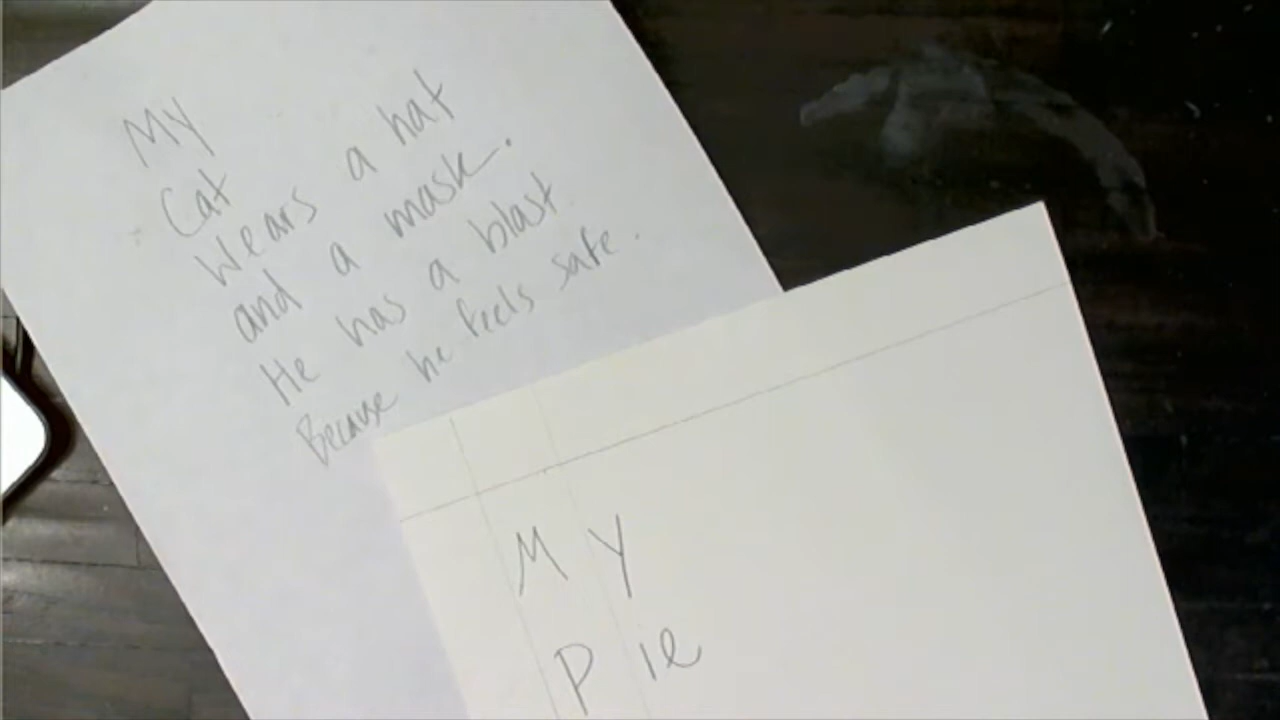 My
Cat
Wears a hat
and a mask.
He has a blast
Because he feels safe.
My
Pie